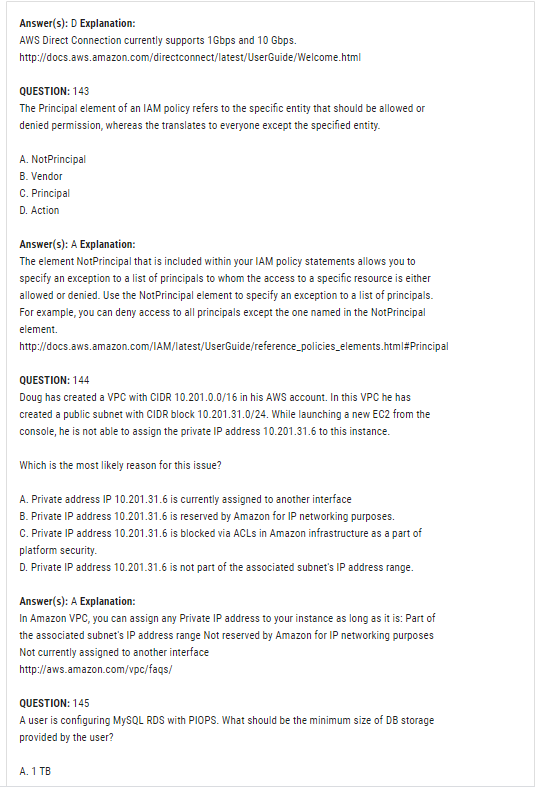 Answer(s): D Explanation:
AWS Direct Connection currently supports 1Gbps and 10 Gbps.
http://docs.aws.amazon.com/directconnect/latest/UserGuide/Welcome.html
QUESTION: 143
The Principal element of an IAM policy refers to the specific entity that should be allowed or
denied permission, whereas the translates to everyone except the specified entity.
A. NotPrincipal
B. Vendor
C. Principal
D. Action
Answer(s): A Explanation:
The element NotPrincipal that is included within your IAM policy statements allows you to
specify an exception to a list of principals to whom the access to a specific resource is either
allowed or denied. Use the NotPrincipal element to specify an exception to a list of principals.
For example, you can deny access to all principals except the one named in the NotPrincipal
element.
http://docs.aws.amazon.com/IAM/latest/UserGuide/reference_policies_elements.html#Principal
QUESTION: 144
Doug has created a VPC with CIDR 10.201.0.0/16 in his AWS account. In this VPC he has
created a public subnet with CIDR block 10.201.31.0/24. While launching a new EC2 from the
console, he is not able to assign the private IP address 10.201.31.6 to this instance.
Which is the most likely reason for this issue?
A. Private address IP 10.201.31.6 is currently assigned to another interface
B. Private IP address 10.201.31.6 is reserved by Amazon for IP networking purposes.
C. Private IP address 10.201.31.6 is blocked via ACLs in Amazon infrastructure as a part of
platform security.
D. Private IP address 10.201.31.6 is not part of the associated subnet's IP address range.
Answer(s): A Explanation:
In Amazon VPC, you can assign any Private IP address to your instance as long as it is: Part of
the associated subnet's IP address range Not reserved by Amazon for IP networking purposes
Not currently assigned to another interface
http://aws.amazon.com/vpc/faqs/
QUESTION: 145
A user is configuring MySQL RDS with PIOPS. What should be the minimum size of DB storage
provided by the user?
A. 1 TB